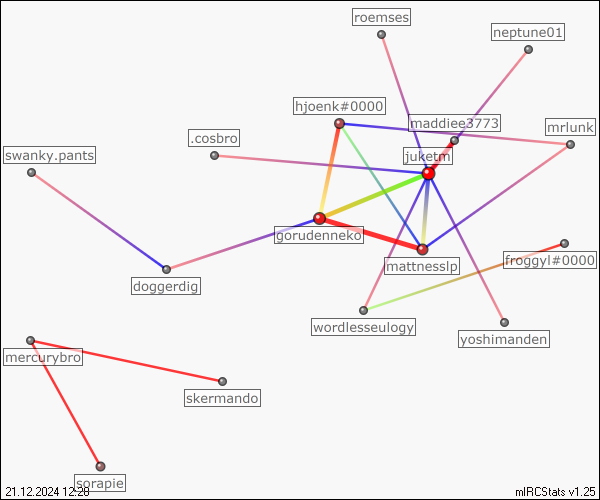 roemses
neptune01
hjoenk#0000
maddiee3773
mrlunk
.cosbro
swanky.pants
juketm
gorudenneko
mattnesslp
froggyl#0000
doggerdig
wordlesseulogy
yoshimanden
mercurybro
skermando
sorapie
21.12.2024 12:28
mIRCStats v1.25